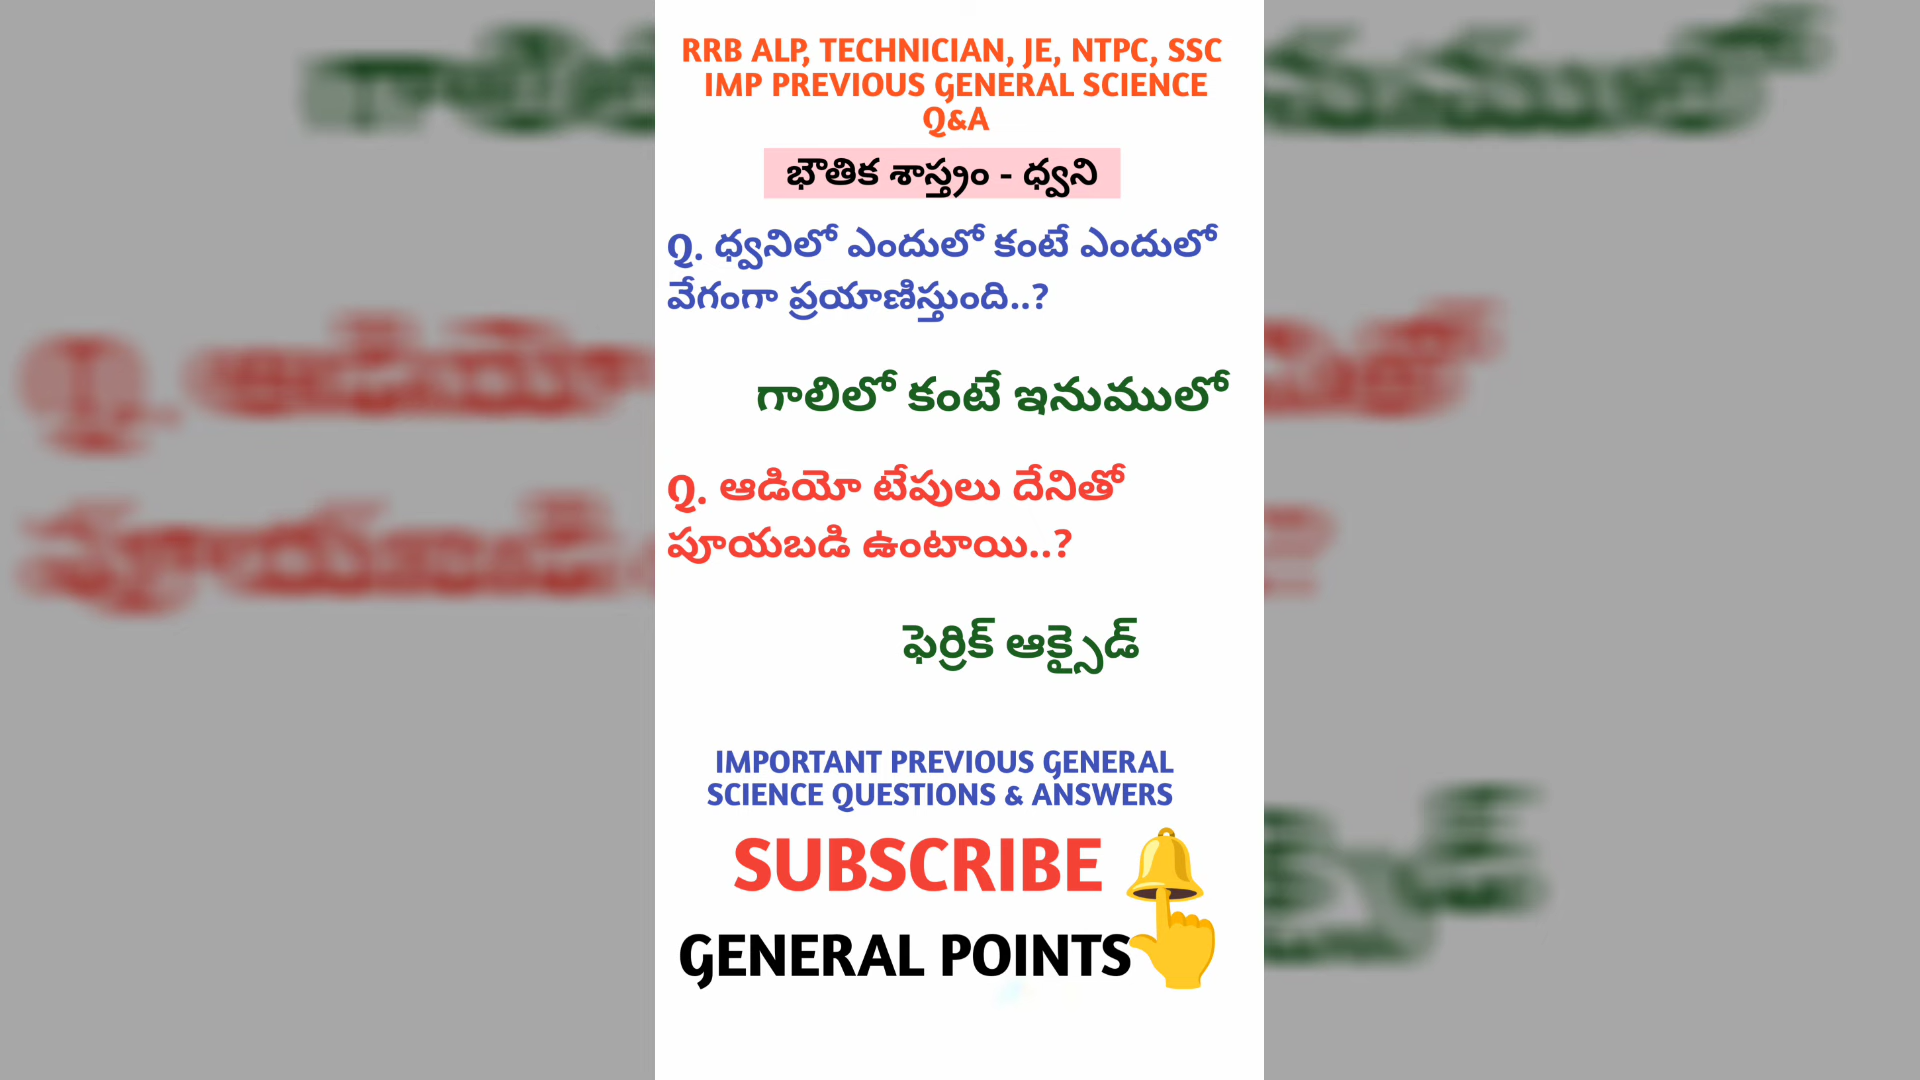 RRB ALP, TECHNICIAN, JE, NTPC, SSC
IMP PREVIOUS GENERAL SCIENCE
Q&A
భౌతిక శాస్త్రం - ధ్వని
Q. ధ్వనిలో ఎందులో కంటే ఎందులో
వేగంగా ప్రయాణిస్తుంది..?
గాలిలో కంటే ఇనుములో
Q. ఆడియో టేపులు దేనితో
పూయబడి ఉంటాయి..?
ఫెర్రిక్ ఆక్సైడ్
IMPORTANT PREVIOUS GENERAL
SCIENCE QUESTIONS & ANSWERS
SUBSCRIBE
GENERAL POINTS